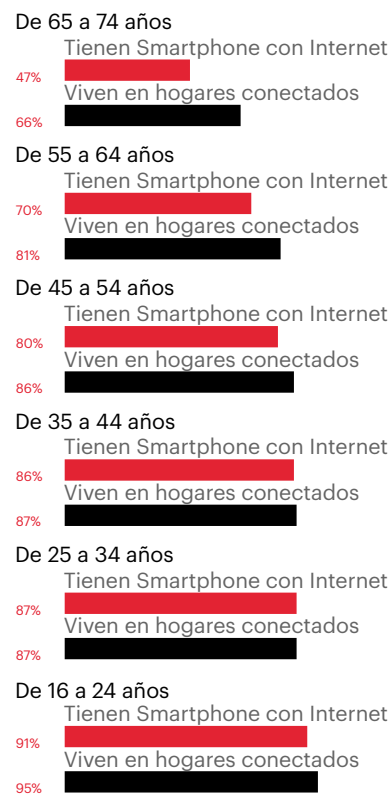 De 65 a 74 años
Tienen Smartphone con Internet
47%
Viven en hogares conectados
66%
De 55 a 64 años
Tienen Smartphone con Internet
70%
Viven en hogares conectados
81%
De 45 a 54 años
Tienen Smartphone con Internet
80%
Viven en hogares conectados
86%
De 35 a 44 años
Tienen Smartphone con Internet
86%
Viven en hogares conectados
87%
De 25 a 34 años
Tienen Smartphone con Internet
87%
Viven en hogares conectados
87%
De 16 a 24 años
Tienen Smartphone con Internet
91%
Viven en hogares conectados
95%